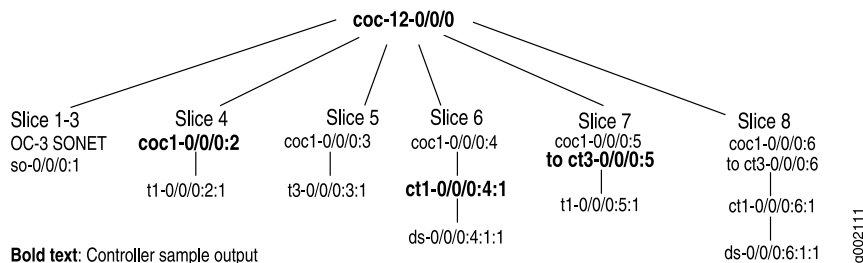 coc-12-0/0/0
Slice 1-3
OC-3 SONET
so-0/0/0:1
Slice 4
coc1-0/0/0:2
t1-0/0/0:2:1
Slice 5
coc1-0/0/0:3
t3-0/0/0:3:1
Slice 6
coc1-0/0/0:4
ct1-0/0/0:4:1
ds-0/0/0:4:1:1
Slice 7
coc1-0/0/0:5
to ct3-0/0/0:5
t1-0/0/0:5:1
Slice 8
coc1-0/0/0:6
to ct3-0/0/0:6
ct1-0/0/0:6:1
ds-0/0/0:6:1:1
Bold text: Controller sample output
g002111